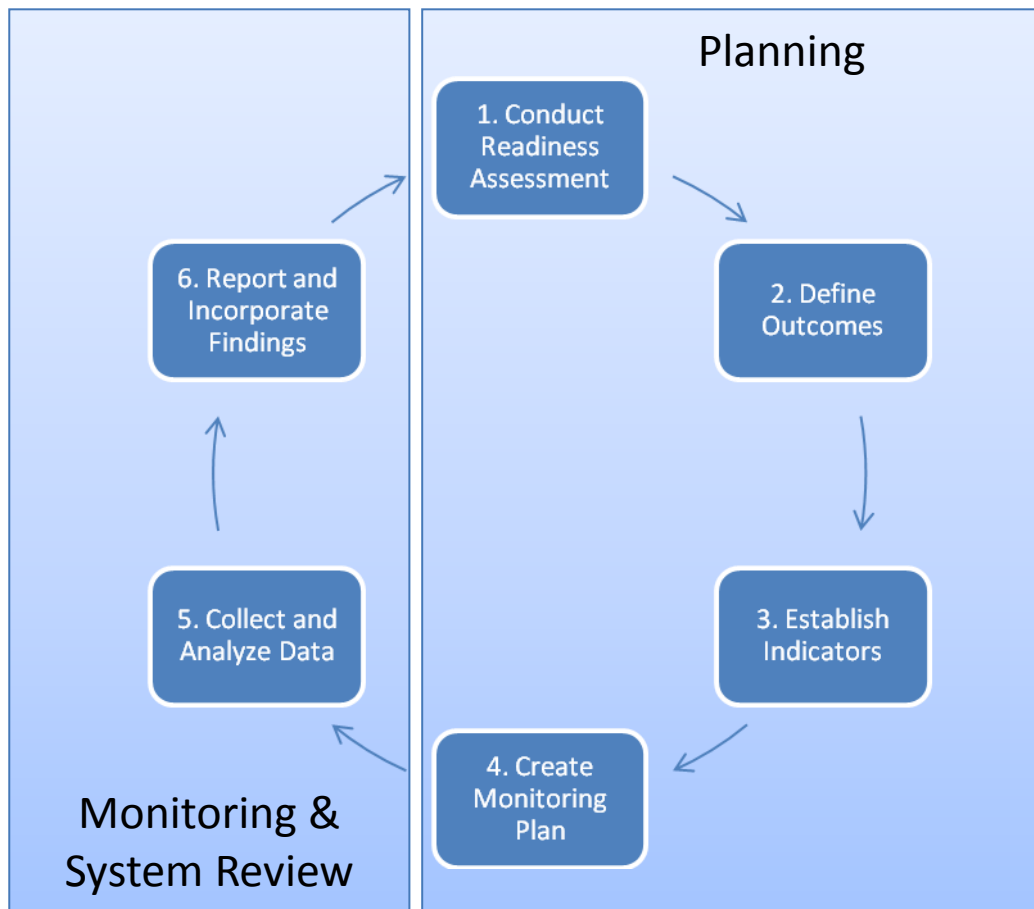 Planning
1. Conduct
Readiness
Assessment
2. Define
Outcomes
3. Establish
Indicators
4. Create
Monitoring
Plan
5. Collect and
Analyze Data
6. Report and
Incorporate
Findings
Monitoring &
System Review